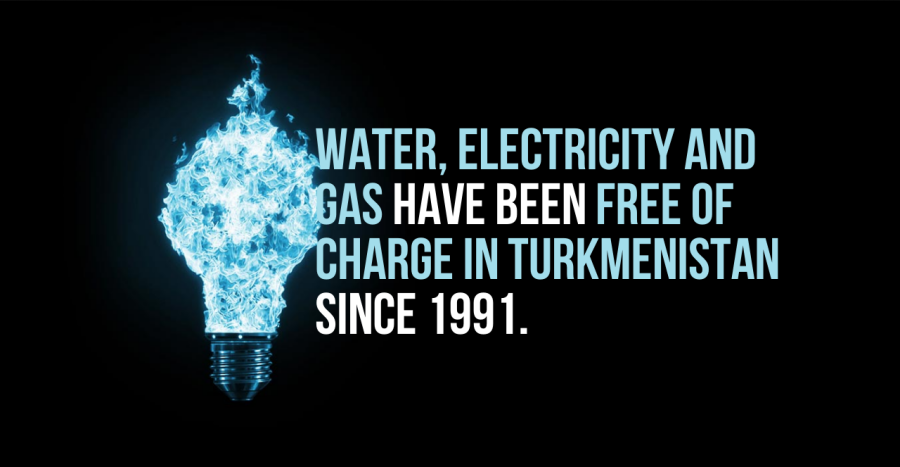 WATER, ELECTRICITY AND
GAS HAVE BEEN FREE OF
CHARGE IN TURKMENISTAN
SINCE 1991.